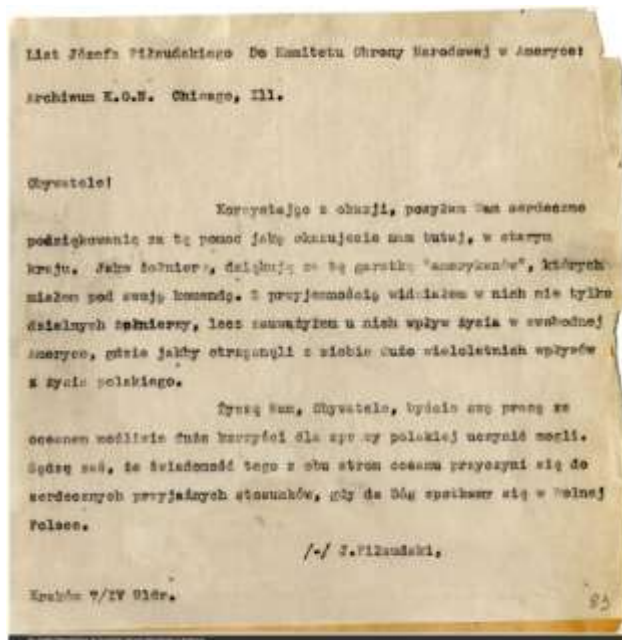 List Józefa Piłsudskiego Do Komitetu Obrony Narodowej w Ameryce:
Archiwum K.O.N. Chicago, Ill.
Obywatele!
Korzystając z okazji, posyłam Wam serdeczne
podziękowanie za tę pomoc jaką okazujecie nam tutaj, w starym
kraju. Jako żołnierz, dziękuję za tę garstkę "amerykanów", których
miałem pod swoją komendą. Z przyjemnością widziałem w nich nie tylko
dzielnych żołnierzy, lecz zauważyłem u nich wpływ życia w swobodnej
Ameryce, gdzie jakby otrząsnęli z siebie dużo wieloletnich wpływów
z życia polskiego.
Życzę Wam, Obywatele, byście swą pracą za
oceanem możliwie dużo korzyści dla sprawy polskiej uczynić mogli.
Sądzę zaś, że świadomość tego z obu stron oceanu przyczyni się do
serdecznych przyjaźnych stosunków, gdy da Bóg spotkamy się w Wolnej
Polsce.
/-/ J.Piłsudski,
Kraków 7/IV 916r.
83